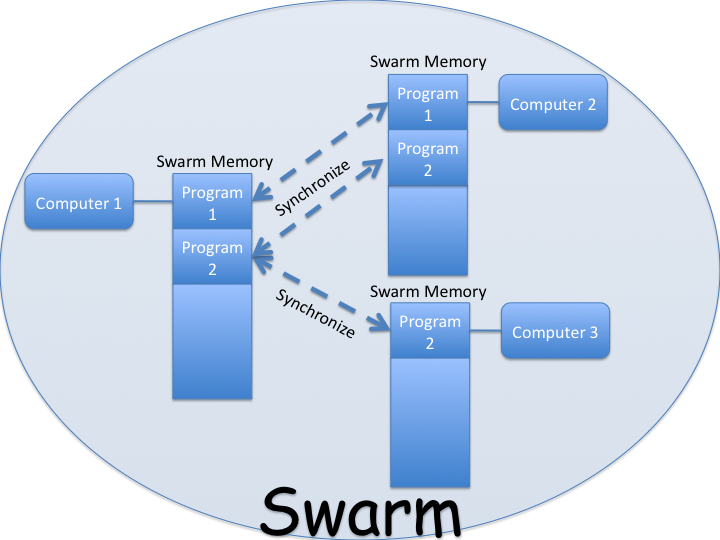 Swarm Memory
Program
1
Computer 2
Program
2
Synchronize
Swarm Memory
Computer 1
Program
1
Program
2
Synchronize
Swarm Memory
Program
2
Computer 3
Swarm